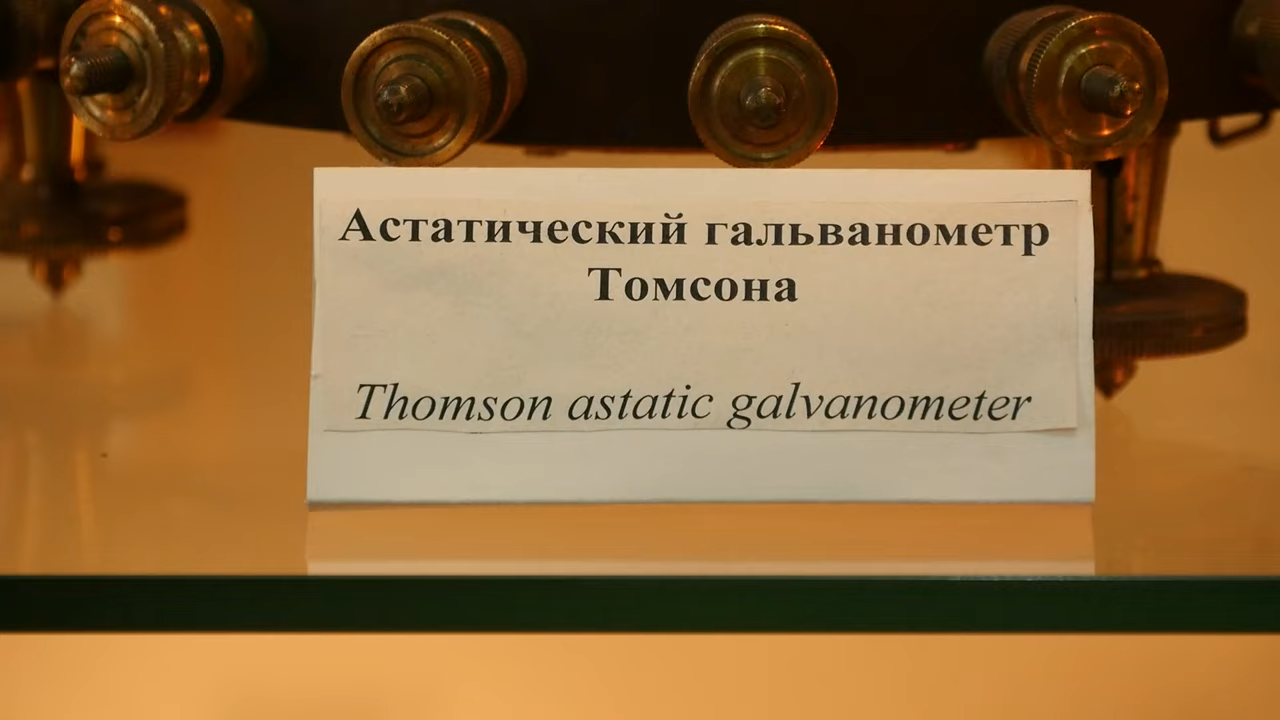 Астатический гальванометр
Томсона
Thomson astatic galvanometer